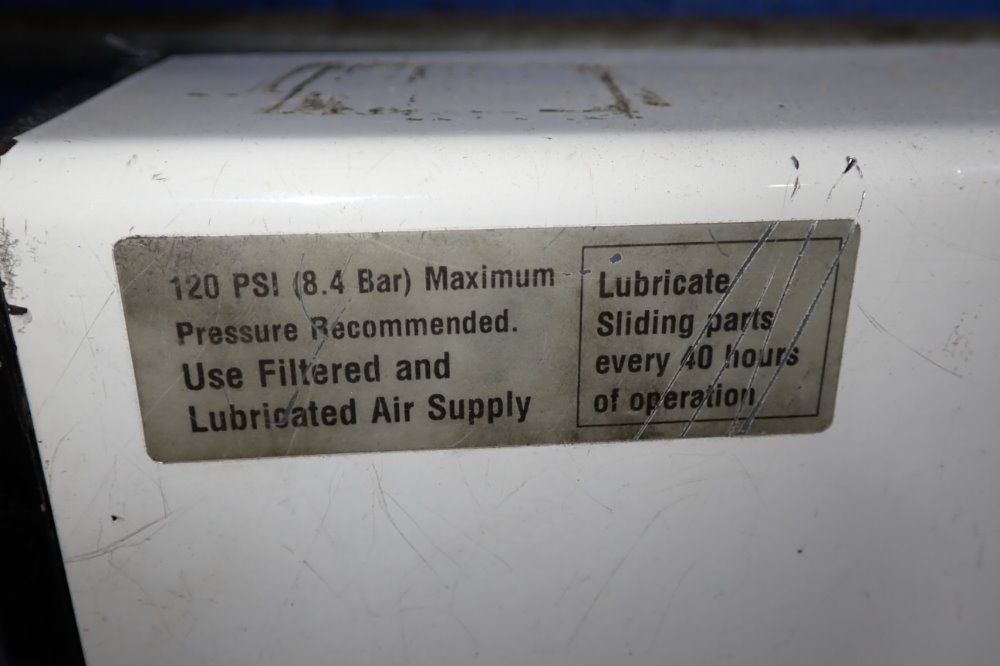 120 PSI (8.4 Bar) Maximum
Pressure Recommended.
Use Filtered and
Lubricated Air Supply
Lubricate
Sliding parts
every 40 hours
of operation